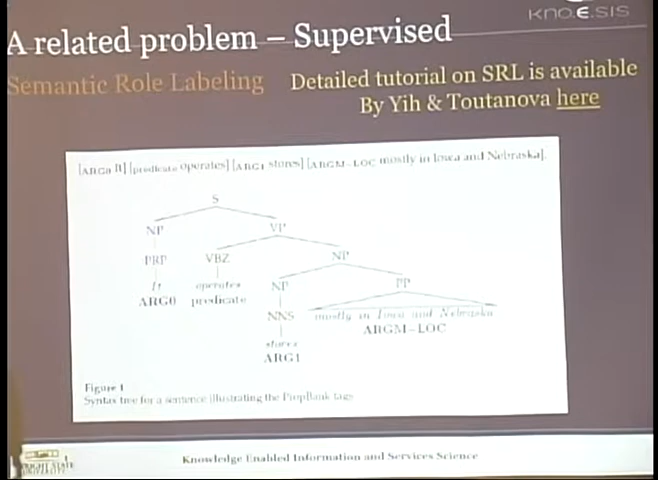 KNO.E.SIS
A related problem – Supervised
Semantic Role Labeling
Detailed tutorial on SRL is available
By Yih & Toutanova here
[ARG0 It] [predicate operates] [ARG1 stores] [ARGM-LOC mostly in Iowa and Nebraska].
S
NP VP
PRP VBZ NP
It operates NP PP
ARG0 predicate
NNS mostly in Iowa and Nebraska
ARGM-LOC
stores
ARG1
Figure 1
Syntax tree for a sentence illustrating the PropBank tags
Knowledge Enabled Information and Services Science